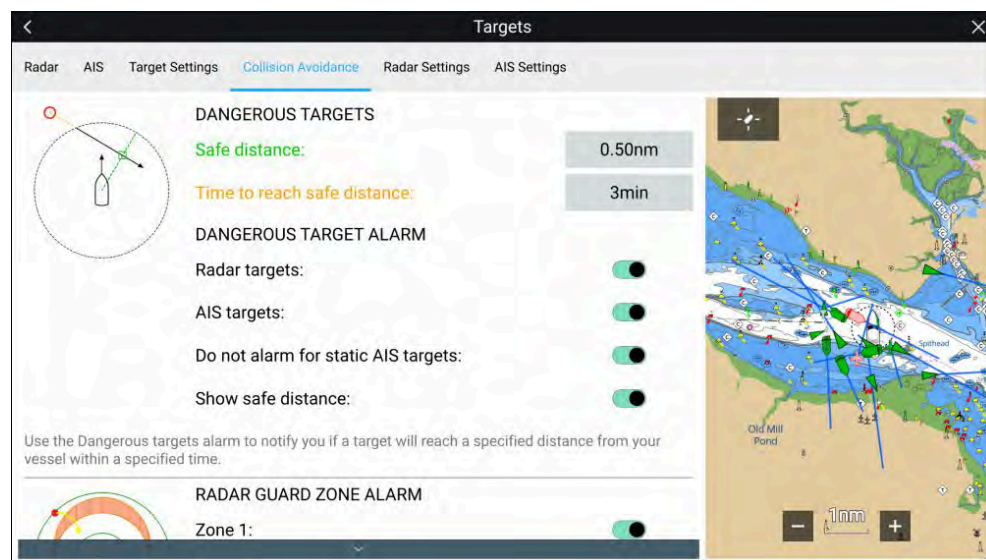 Targets
Radar
AIS
Target Settings
Collision Avoidance
Radar Settings
AIS Settings
DANGEROUS TARGETS
Safe distance:
0.50nm
Time to reach safe distance:
3min
DANGEROUS TARGET ALARM
Radar targets:
AIS targets:
Do not alarm for static AIS targets:
Show safe distance:
Use the Dangerous targets alarm to notify you if a target will reach a specified distance from your
vessel within a specified time.
RADAR GUARD ZONE ALARM
Zone 1:
Spithead
Old Mill
Pond
1nm